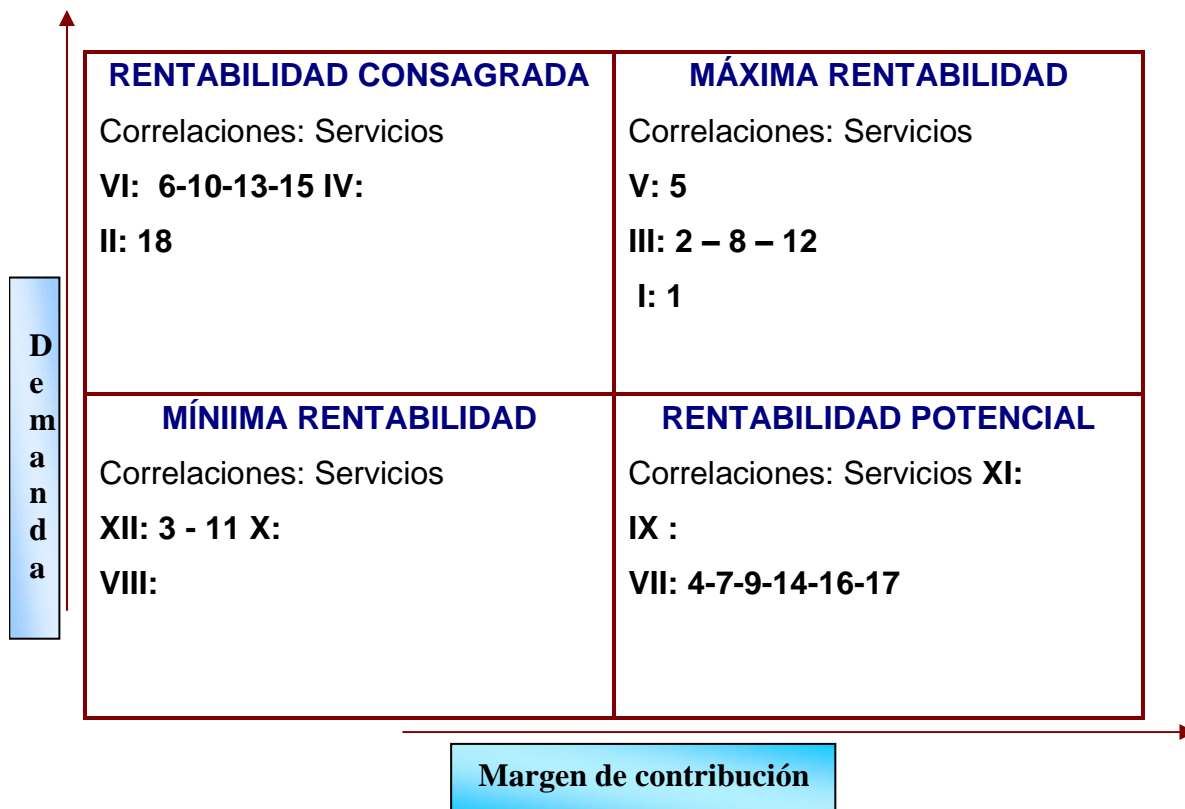 RENTABILIDAD CONSAGRADA
Correlaciones: Servicios
VI: 6-10-13-15 IV:
II: 18
MÁXIMA RENTABILIDAD
Correlaciones: Servicios
V: 5
III: 2 – 8 – 12
I: 1
Demanda
MÍNIIMA RENTABILIDAD
Correlaciones: Servicios
XII: 3 - 11 X:
VIII:
RENTABILIDAD POTENCIAL
Correlaciones: Servicios XI:
IX :
VII: 4-7-9-14-16-17
Margen de contribución